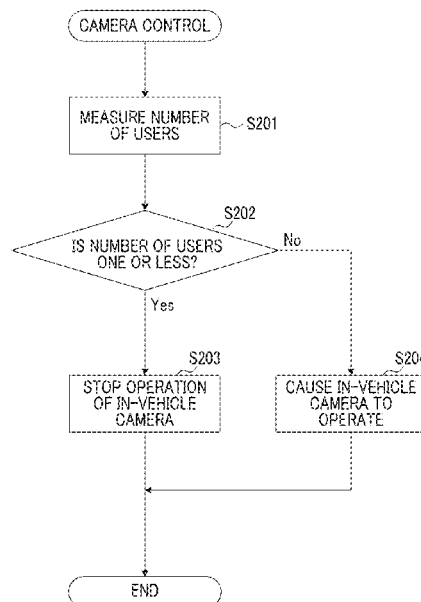 CAMERA CONTROL
MEASURE NUMBER
OF USERS
S201
S202
IS NUMBER OF USERS
ONE OR LESS?
No
Yes
S203
S204
STOP OPERATION
OF IN-VEHICLE
CAMERA
CAUSE IN-VEHICLE
CAMERA TO
OPERATE
END